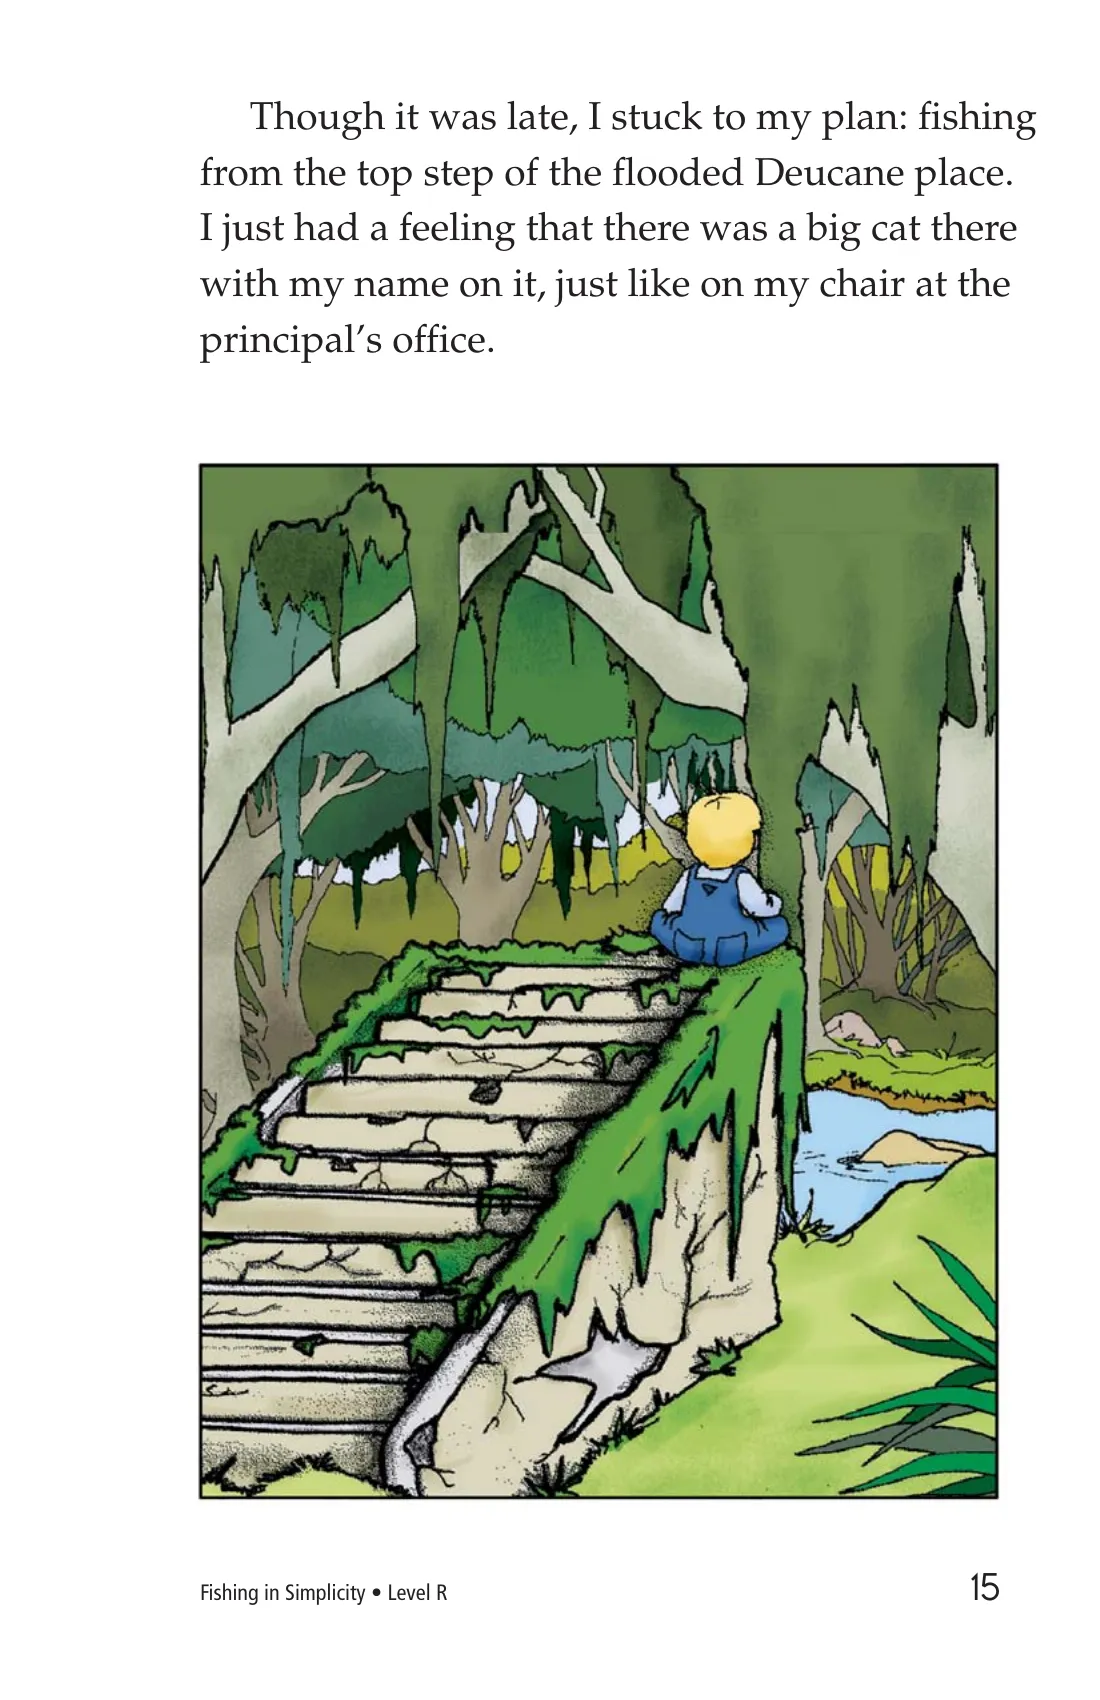 Though it was late, I stuck to my plan: fishing
from the top step of the flooded Deucane place.
I just had a feeling that there was a big cat there
with my name on it, just like on my chair at the
principal’s office.
Fishing in Simplicity • Level R
15